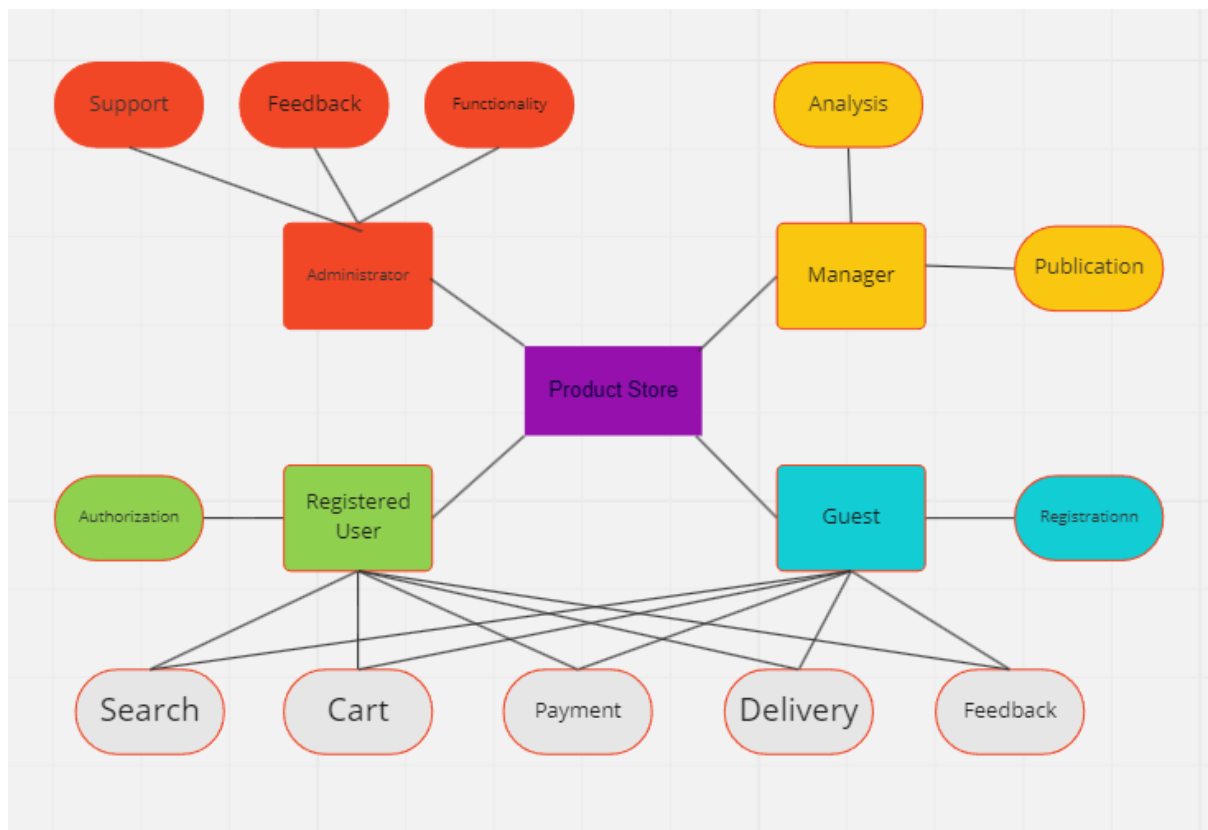 Support
Feedback
Functionality
Analysis
Administrator
Manager
Publication
Product Store
Authorization
Registered
User
Guest
Registrationn
Search
Cart
Payment
Delivery
Feedback